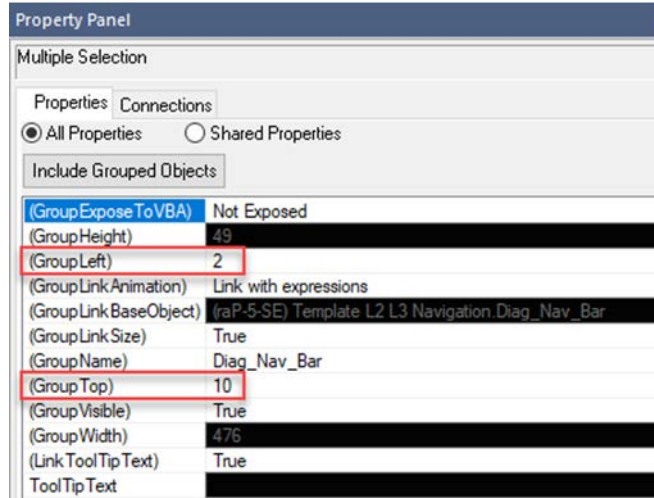 Property Panel
Multiple Selection
Properties Connections
All Properties Shared Properties
Include Grouped Objects
(GroupExposeToVBA) Not Exposed
(GroupHeight) 49
(GroupLeft) 2
(GroupLinkAnimation) Link with expressions
(GroupLinkBaseObject) (raP-5-SE) Template L2 L3 Navigation.Diag_Nav_Bar
(GroupLinkSize) True
(GroupName) Diag_Nav_Bar
(GroupTop) 10
(GroupVisible) True
(GroupWidth) 476
(LinkToolTipText) True
ToolTipText